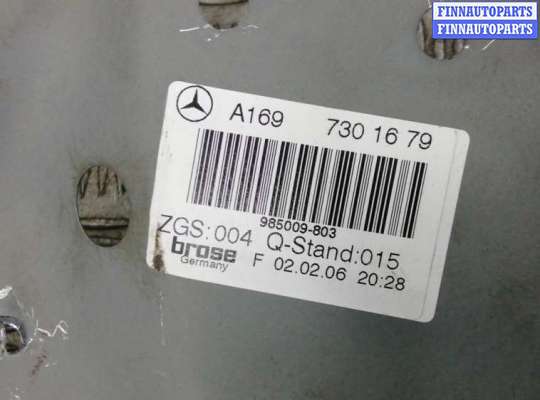 FINNAUTOPARTS
FINNAUTOPARTS
A169 730 16 79
985009-803
ZGS:004 Q-Stand:015
brose
Germany F 02.02.06 20:28